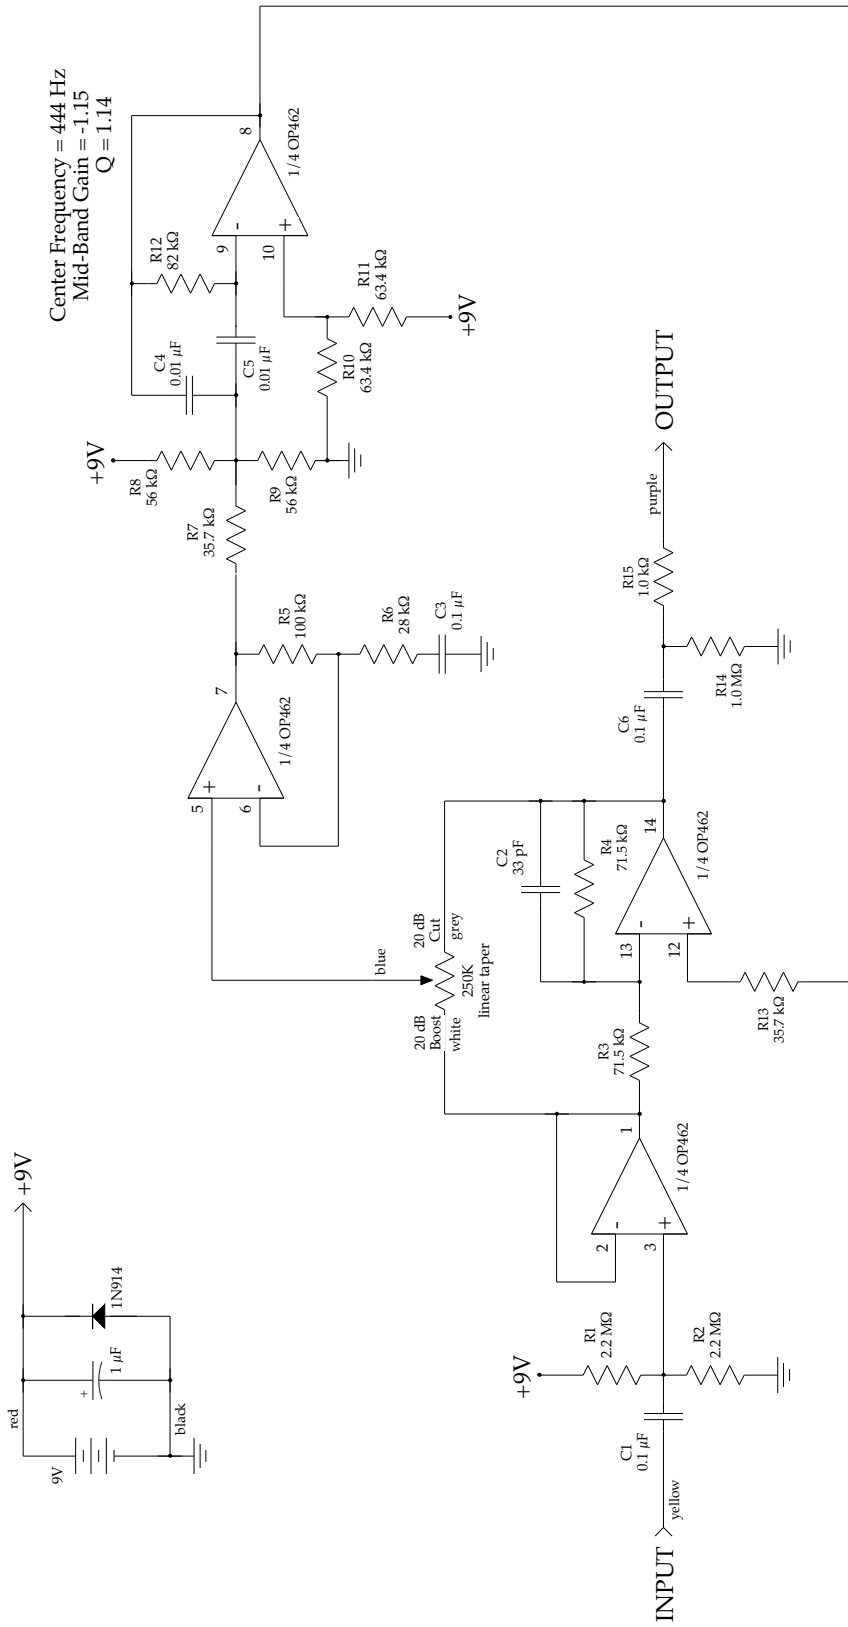 Center Frequency = 444 Hz
Mid-Band Gain = -1.15
Q = 1.14
9V
red
black
+
1 µF
1N914
+9V
+9V
R8
56 kΩ
R9
56 kΩ
R7
35.7 kΩ
C4
0.01 µF
C5
0.01 µF
R12
82 kΩ
9
10
-
+
8
1/4 OP462
R10
63.4 kΩ
R11
63.4 kΩ
+9V
5
6
+
-
7
1/4 OP462
R5
100 kΩ
R6
28 kΩ
C3
0.1 µF
blue
20 dB
Boost
white
20 dB
Cut
grey
250K
linear taper
INPUT
yellow
C1
0.1 µF
+9V
R1
2.2 MΩ
R2
2.2 MΩ
2
3
-
+
1
1/4 OP462
R3
71.5 kΩ
C2
33 pF
R4
71.5 kΩ
13
12
-
+
14
1/4 OP462
R13
35.7 kΩ
C6
0.1 µF
R14
1.0 MΩ
R15
1.0 kΩ
purple
OUTPUT